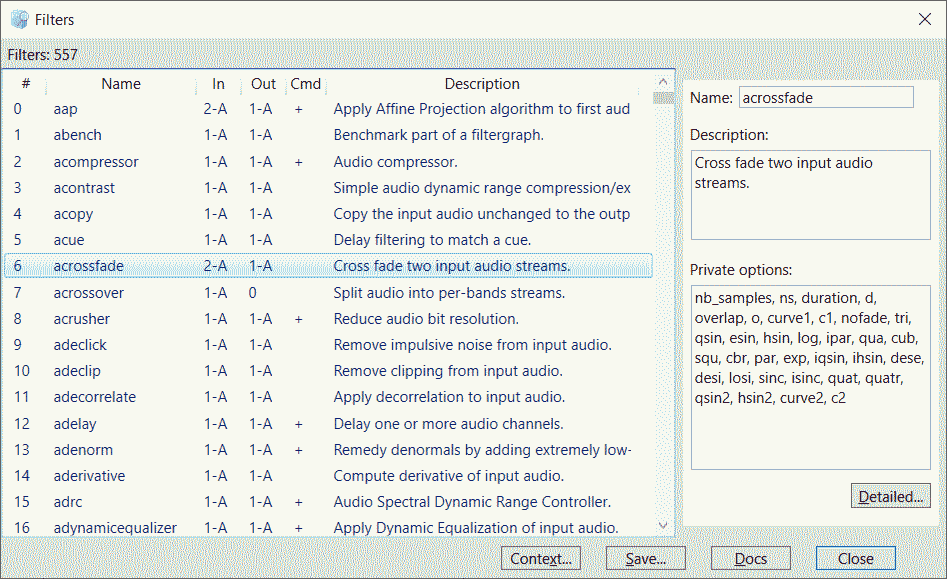 Filters
Filters: 557
# Name In Out Cmd Description
0 aap 2-A 1-A + Apply Affine Projection algorithm to first aud
1 abench 1-A 1-A Benchmark part of a filtergraph.
2 acompressor 1-A 1-A + Audio compressor.
3 acontrast 1-A 1-A Simple audio dynamic range compression/ex
4 acopy 1-A 1-A Copy the input audio unchanged to the outp
5 acue 1-A 1-A Delay filtering to match a cue.
6 acrossfade 2-A 1-A Cross fade two input audio streams.
7 acrossover 1-A 0 Split audio into per-bands streams.
8 acrusher 1-A 1-A + Reduce audio bit resolution.
9 adeclick 1-A 1-A Remove impulsive noise from input audio.
10 adeclip 1-A 1-A Remove clipping from input audio.
11 adecorrelate 1-A 1-A Apply decorrelation to input audio.
12 adelay 1-A 1-A + Delay one or more audio channels.
13 adenorm 1-A 1-A + Remedy denormals by adding extremely low-
14 aderivative 1-A 1-A Compute derivative of input audio.
15 adrc 1-A 1-A + Audio Spectral Dynamic Range Controller.
16 adynamicequalizer 1-A 1-A + Apply Dynamic Equalization of input audio.
Name: acrossfade
Description:
Cross fade two input audio
streams.
Private options:
nb_samples, ns, duration, d,
overlap, o, curve1, c1, nofade, tri,
qsin, esin, hsin, log, ipar, qua, cub,
squ, cbr, par, exp, iqsin, ihsin, dese,
desi, losi, sinc, isinc, quat, quatr,
qsin2, hsin2, curve2, c2
Detailed...
Context... Save... Docs Close